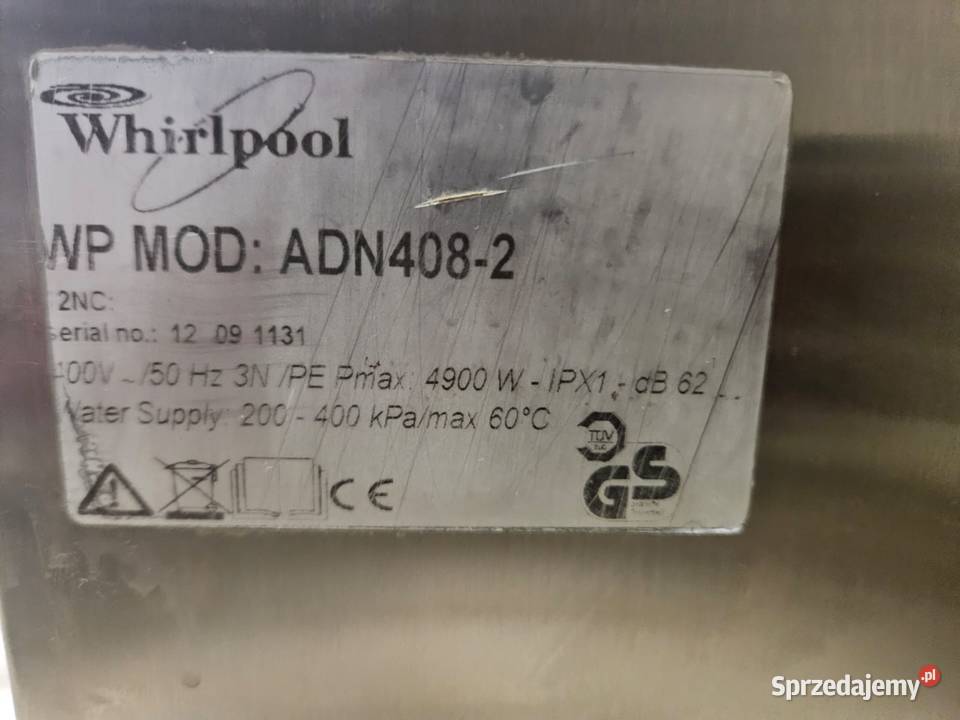 Whirlpool
WP MOD: ADN408-2
2NC:
serial no.: 12 09 1131
400V ~ /50 Hz 3N /PE Pmax: 4900 W - IPX1 - dB 62
Water Supply: 200 - 400 kPa/max 60°C
TÜV
CE
GS
Sprzedajemy.pl